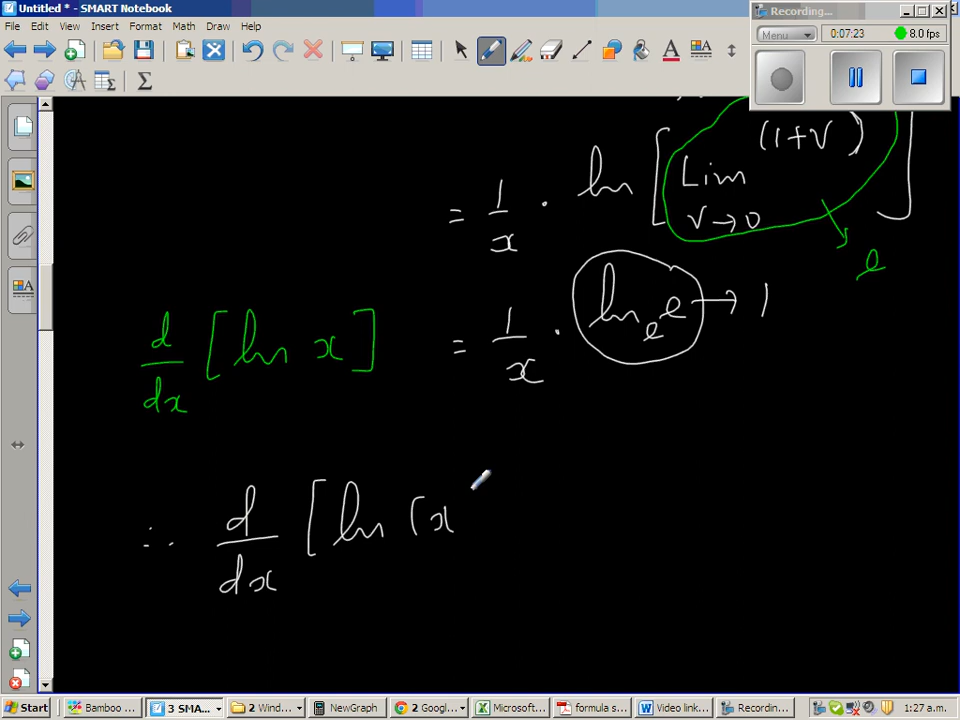 Untitled * - SMART Notebook
File Edit View Insert Format Tools Draw Help
Recording...
Menu 0:07:23 8.0 fps
(1+V)
= 1/x · ln [ Lim ]
V→0
e
d/dx [ln x] = 1/x · ln_e e → 1
∴ d/dx [ln (x
Start Bamboo ... 3 SMA... 2 Wind... NewGraph 2 Googl... Microsoft... formula s... Video link... Recordin... 1:27 a.m.